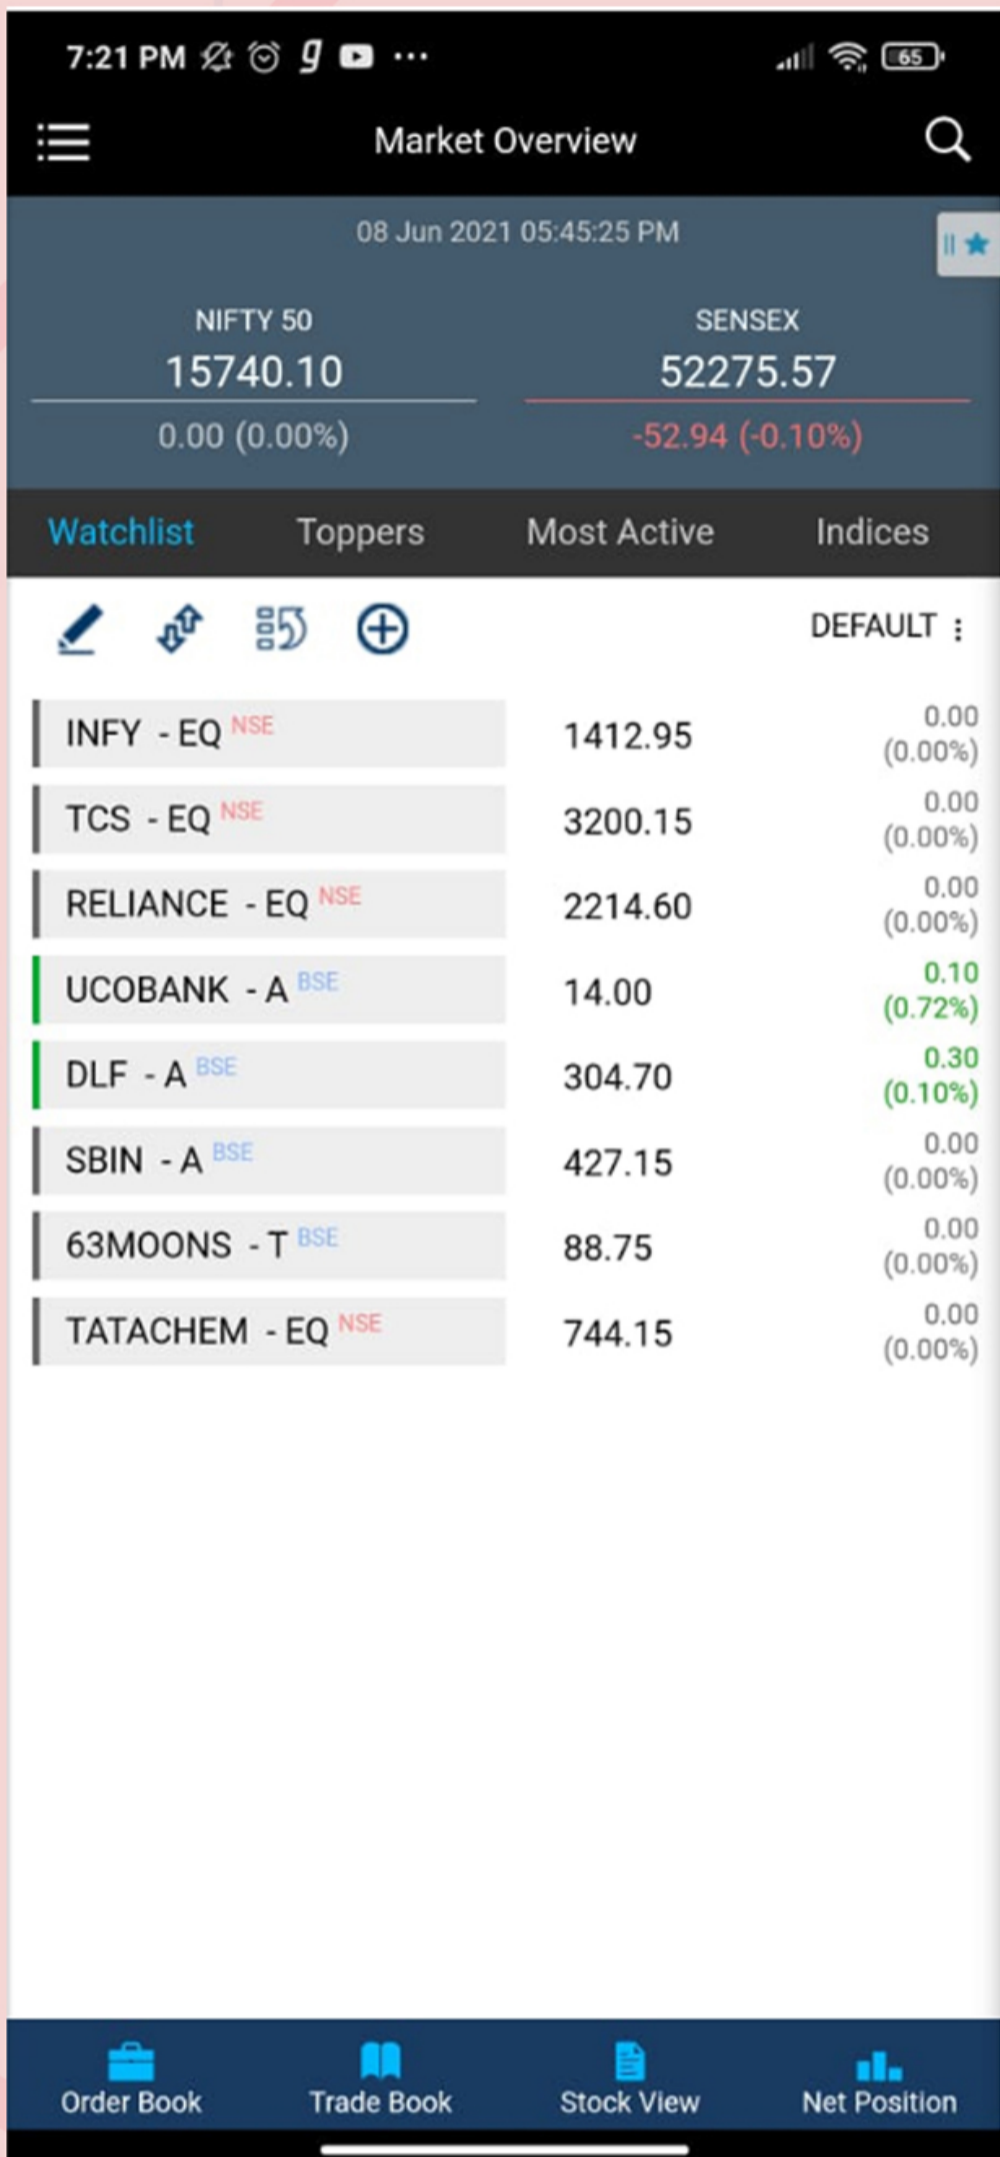 7:21 PM g ...
65
Market Overview
08 Jun 2021 05:45:25 PM
NIFTY 50 SENSEX
15740.10 52275.57
0.00 (0.00%) -52.94 (-0.10%)
Watchlist Toppers Most Active Indices
DEFAULT
INFY - EQ NSE 1412.95 0.00
(0.00%)
TCS - EQ NSE 3200.15 0.00
(0.00%)
RELIANCE - EQ NSE 2214.60 0.00
(0.00%)
UCOBANK - A BSE 14.00 0.10
(0.72%)
DLF - A BSE 304.70 0.30
(0.10%)
SBIN - A BSE 427.15 0.00
(0.00%)
63MOONS - T BSE 88.75 0.00
(0.00%)
TATACHEM - EQ NSE 744.15 0.00
(0.00%)
Order Book Trade Book Stock View Net Position